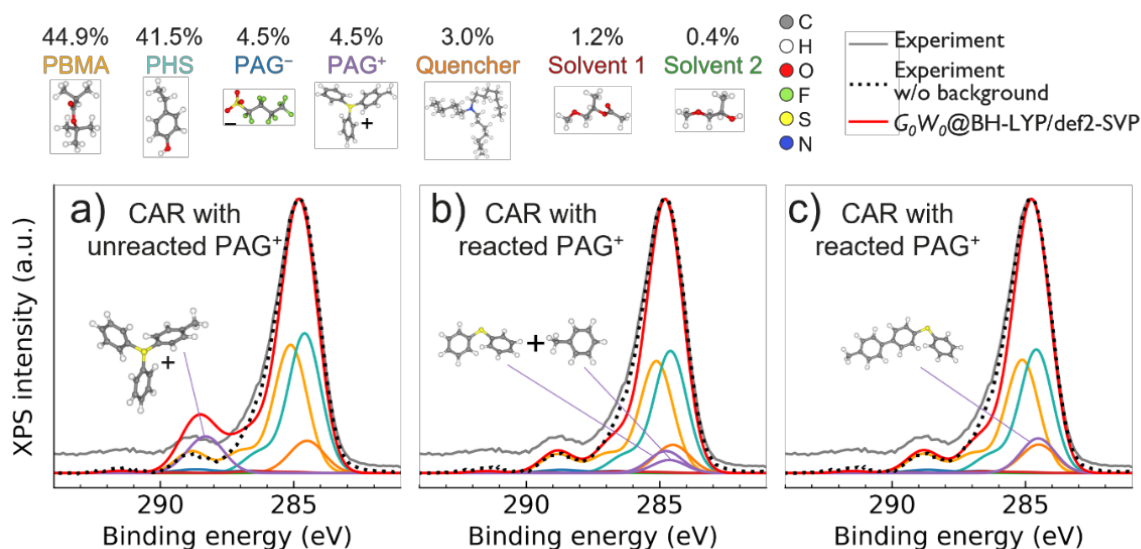 44.9% 41.5% 4.5% 4.5% 3.0% 1.2% 0.4%
PBMA PHS PAG⁻ PAG⁺ Quencher Solvent 1 Solvent 2
− +
C
H
O
F
S
N
Experiment
Experiment
w/o background
G₀W₀@BH-LYP/def2-SVP
XPS intensity (a.u.)
a) CAR with
unreacted PAG⁺
+
290 285
Binding energy (eV)
b) CAR with
reacted PAG⁺
+
290 285
Binding energy (eV)
c) CAR with
reacted PAG⁺
290 285
Binding energy (eV)